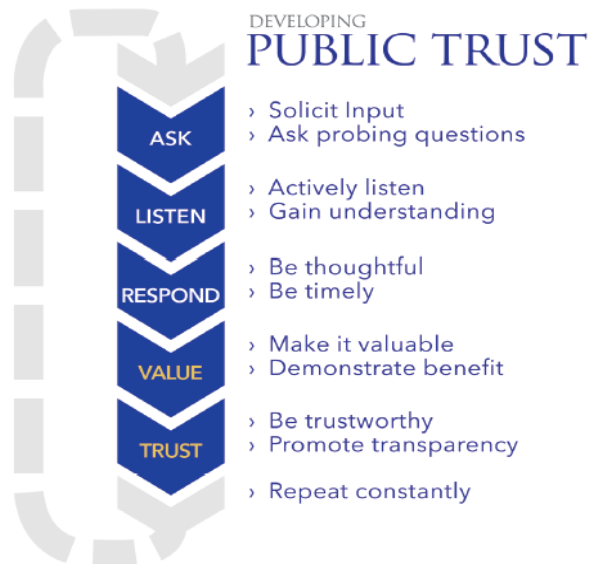 DEVELOPING
PUBLIC TRUST
ASK
› Solicit Input
› Ask probing questions
LISTEN
› Actively listen
› Gain understanding
RESPOND
› Be thoughtful
› Be timely
VALUE
› Make it valuable
› Demonstrate benefit
TRUST
› Be trustworthy
› Promote transparency
› Repeat constantly